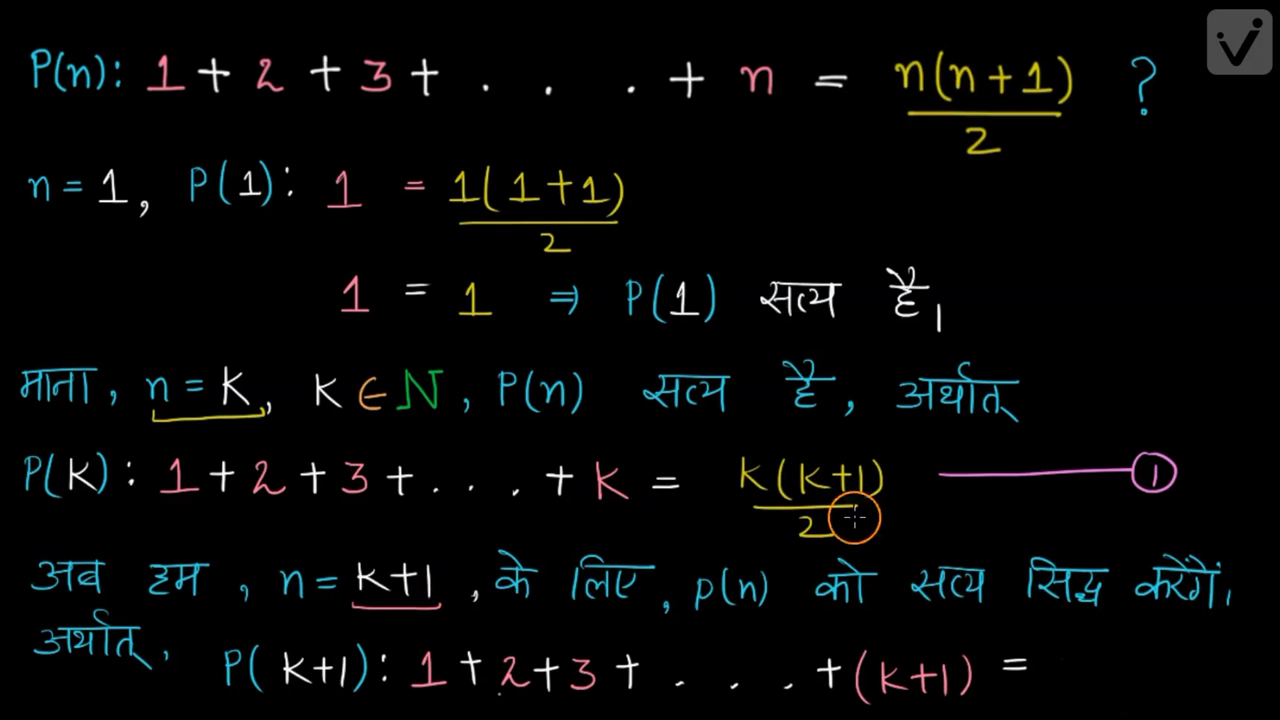 P(n): 1 + 2 + 3 + . . . + n = n(n+1)/2 ?
n = 1, P(1): 1 = 1(1+1)/2
1 = 1 ⇒ P(1) सत्य है।
माना, n = k, k ∈ N, P(n) सत्य है, अर्थात्
P(k): 1 + 2 + 3 + . . . + k = k(k+1)/2 ——— ①
अब हम, n = k+1, के लिए, p(n) को सत्य सिद्ध करेंगें।
अर्थात्,
P(k+1): 1 + 2 + 3 + . . . + (k+1) =